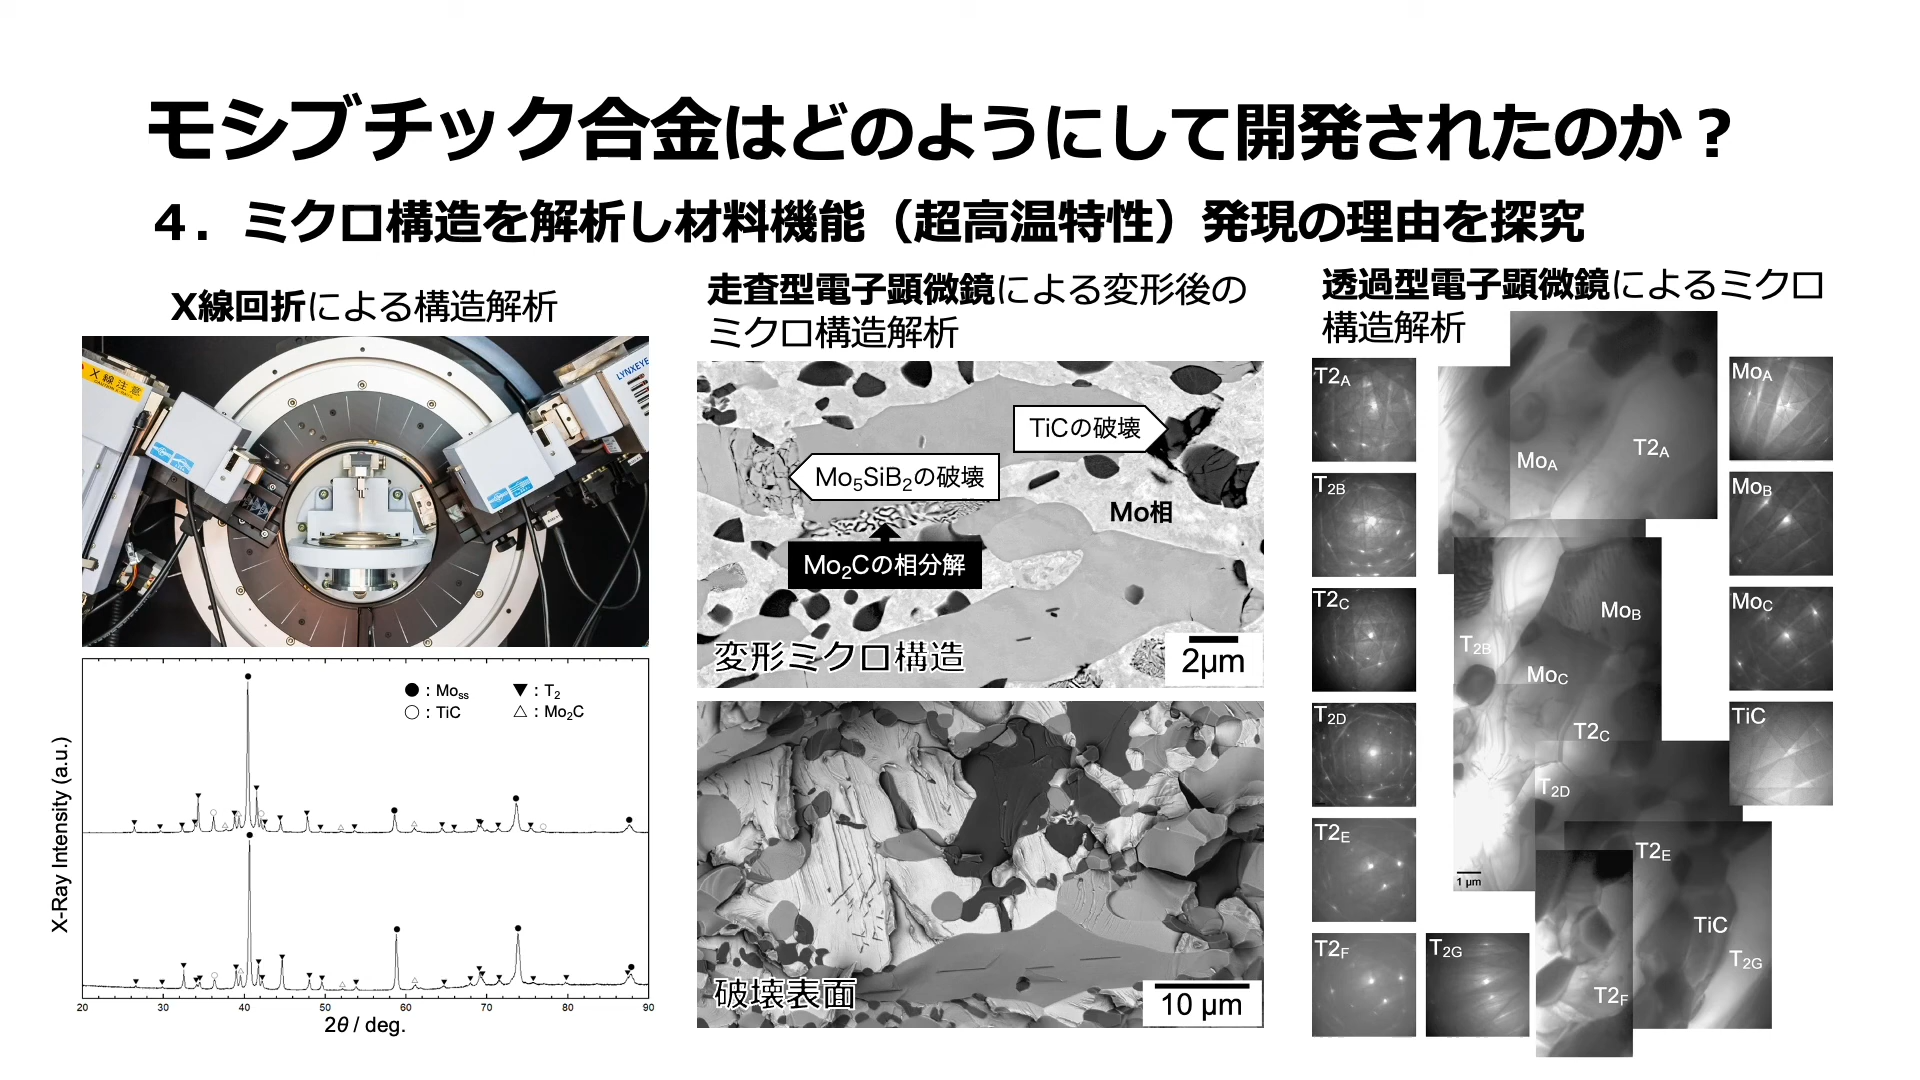 モシブチック合金はどのようにして開発されたのか？
４．ミクロ構造を解析し材料機能（超高温特性）発現の理由を探究
X線回折による構造解析
X線注意
LYNXEYE
X-Ray Intensity (a.u.)
● : Moss ▼ : T2
○ : TiC △ : Mo2C
20 30 40 50 60 70 80 90
2θ / deg.
走査型電子顕微鏡による変形後の
ミクロ構造解析
TiCの破壊
Mo5SiB2の破壊
Mo相
Mo2Cの相分解
変形ミクロ構造
2μm
破壊表面
10 μm
透過型電子顕微鏡によるミクロ
構造解析
T2A
T2B
T2C
T2D
T2E
T2F
T2G
MoA
T2A
MoB
T2B
MoC
T2C
T2D
1 μm
T2E
TiC
T2G
T2F
MoA
MoB
MoC
TiC